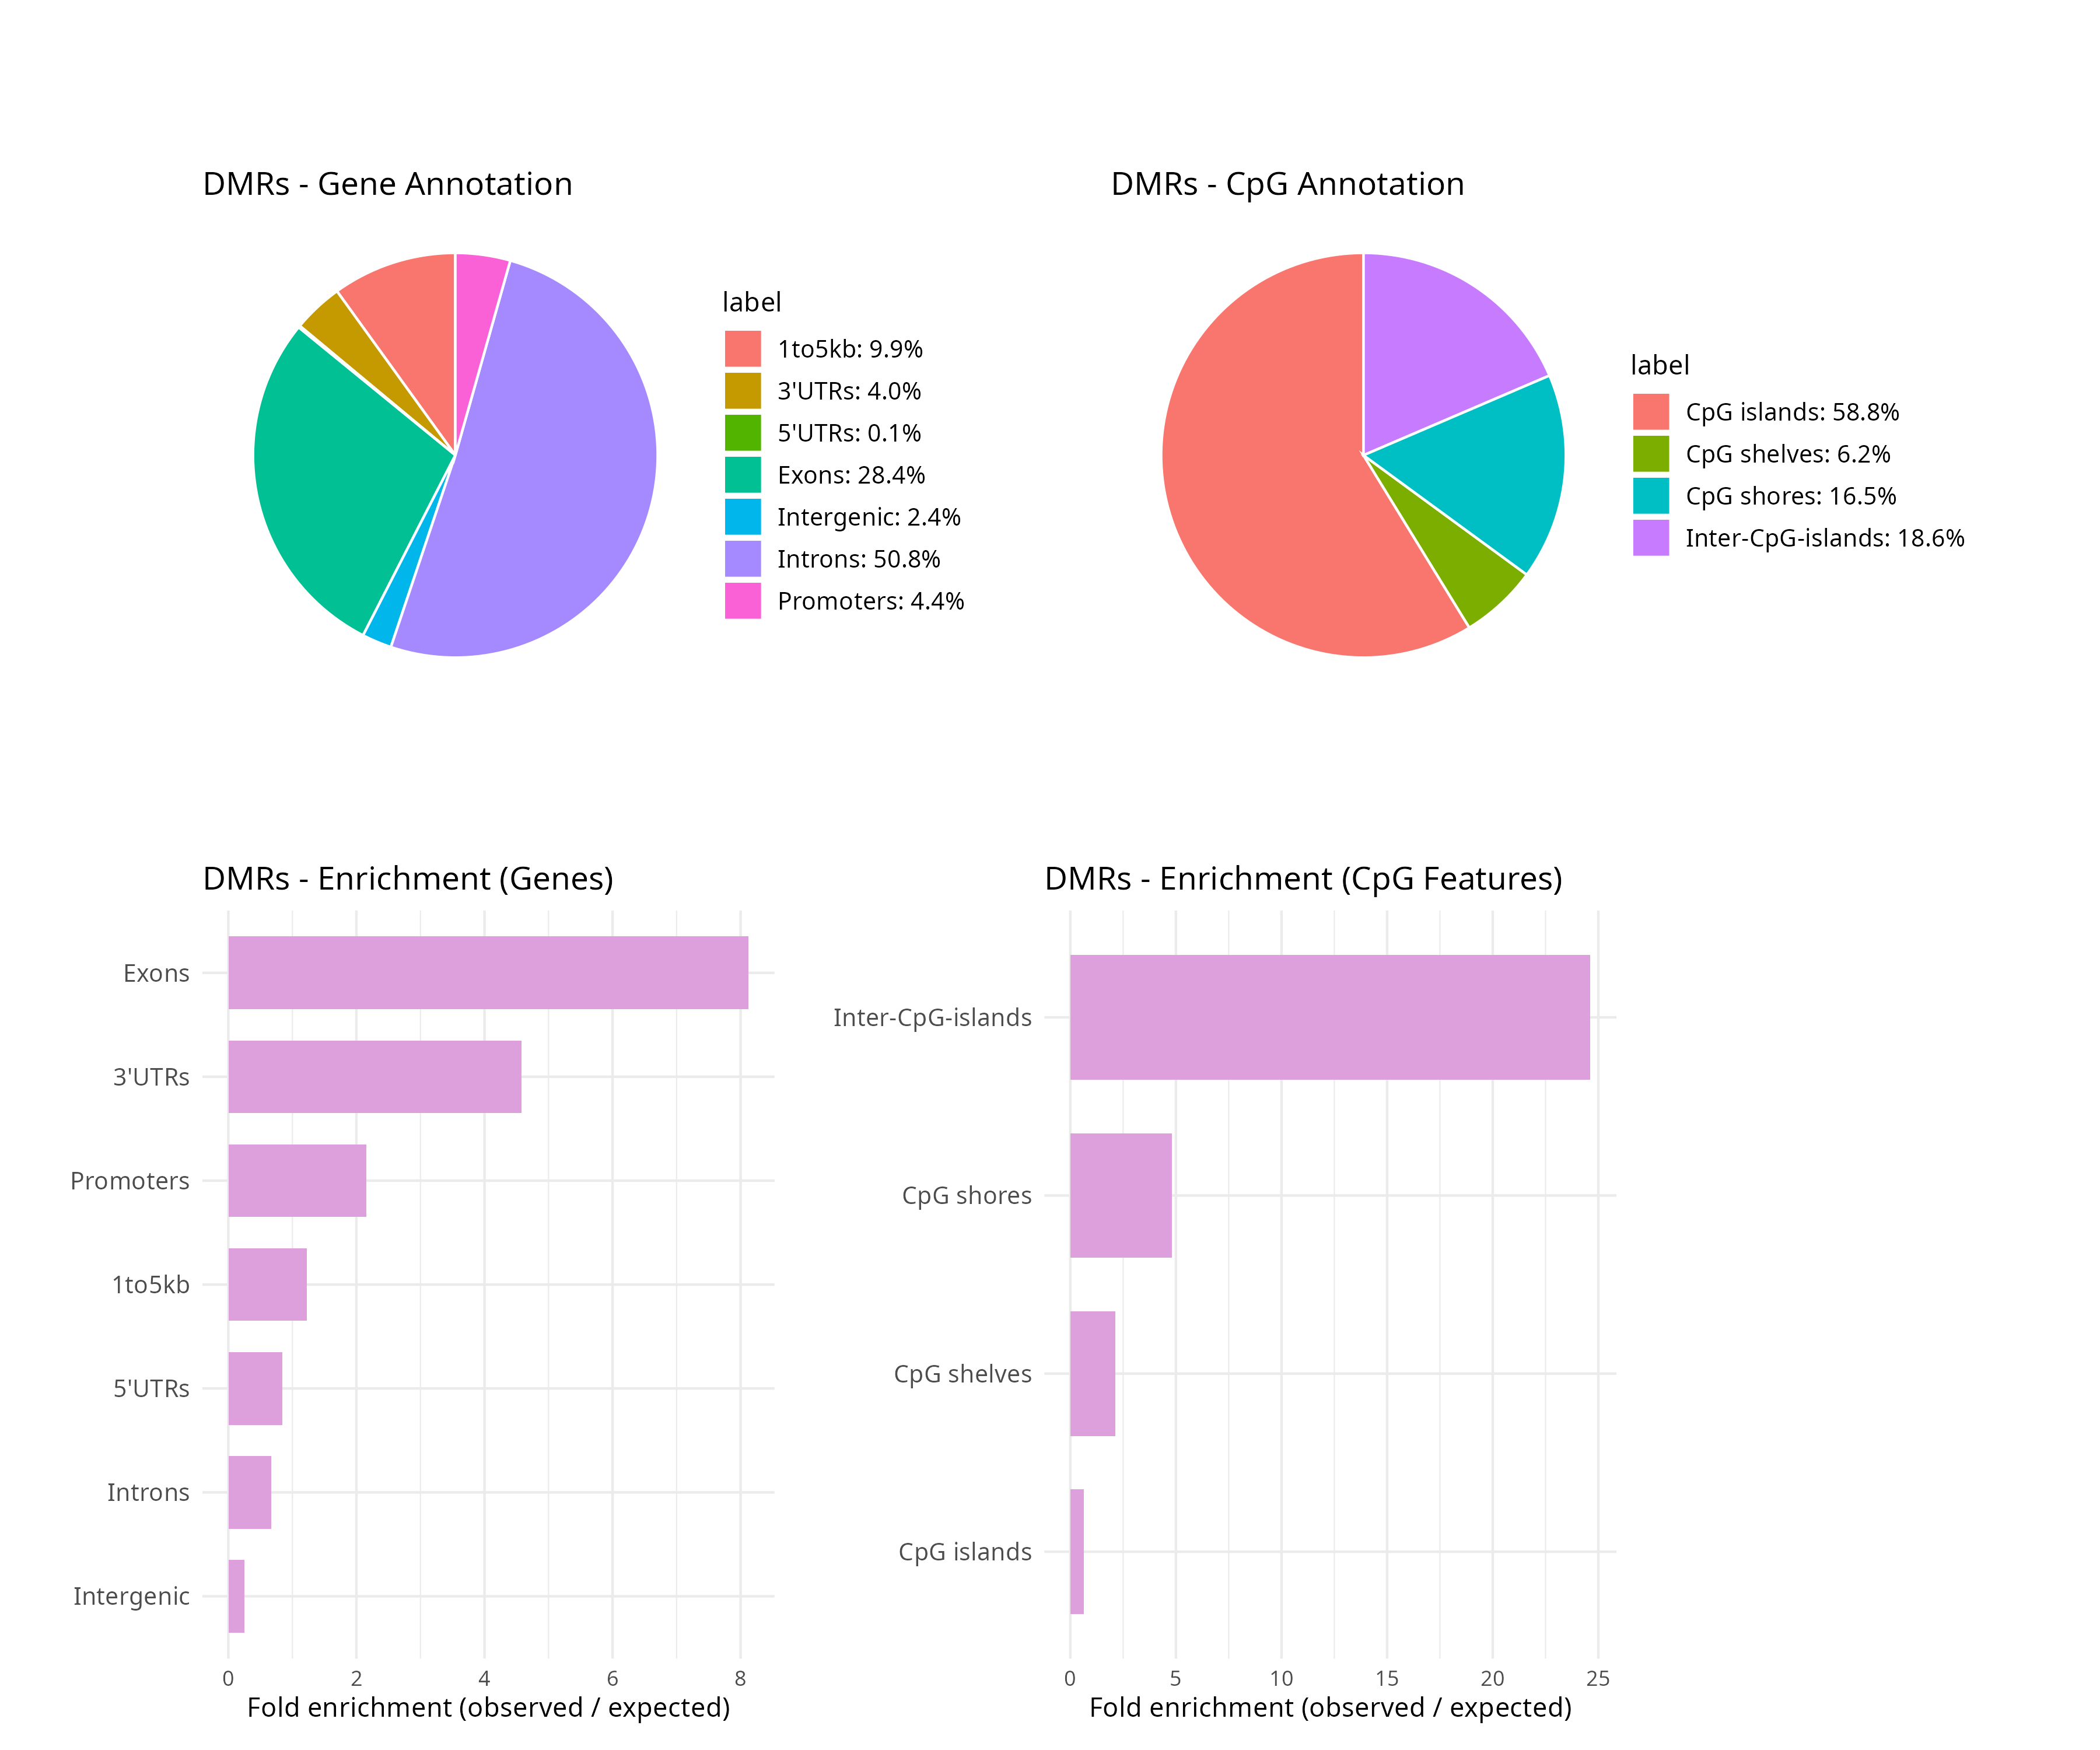 DMRs - Gene Annotation
label
1to5kb: 9.9%
3'UTRs: 4.0%
5'UTRs: 0.1%
Exons: 28.4%
Intergenic: 2.4%
Introns: 50.8%
Promoters: 4.4%
DMRs - CpG Annotation
label
CpG islands: 58.8%
CpG shelves: 6.2%
CpG shores: 16.5%
Inter-CpG-islands: 18.6%
DMRs - Enrichment (Genes)
Exons
3'UTRs
Promoters
1to5kb
5'UTRs
Introns
Intergenic
0 2 4 6 8
Fold enrichment (observed / expected)
DMRs - Enrichment (CpG Features)
Inter-CpG-islands
CpG shores
CpG shelves
CpG islands
0 5 10 15 20 25
Fold enrichment (observed / expected)